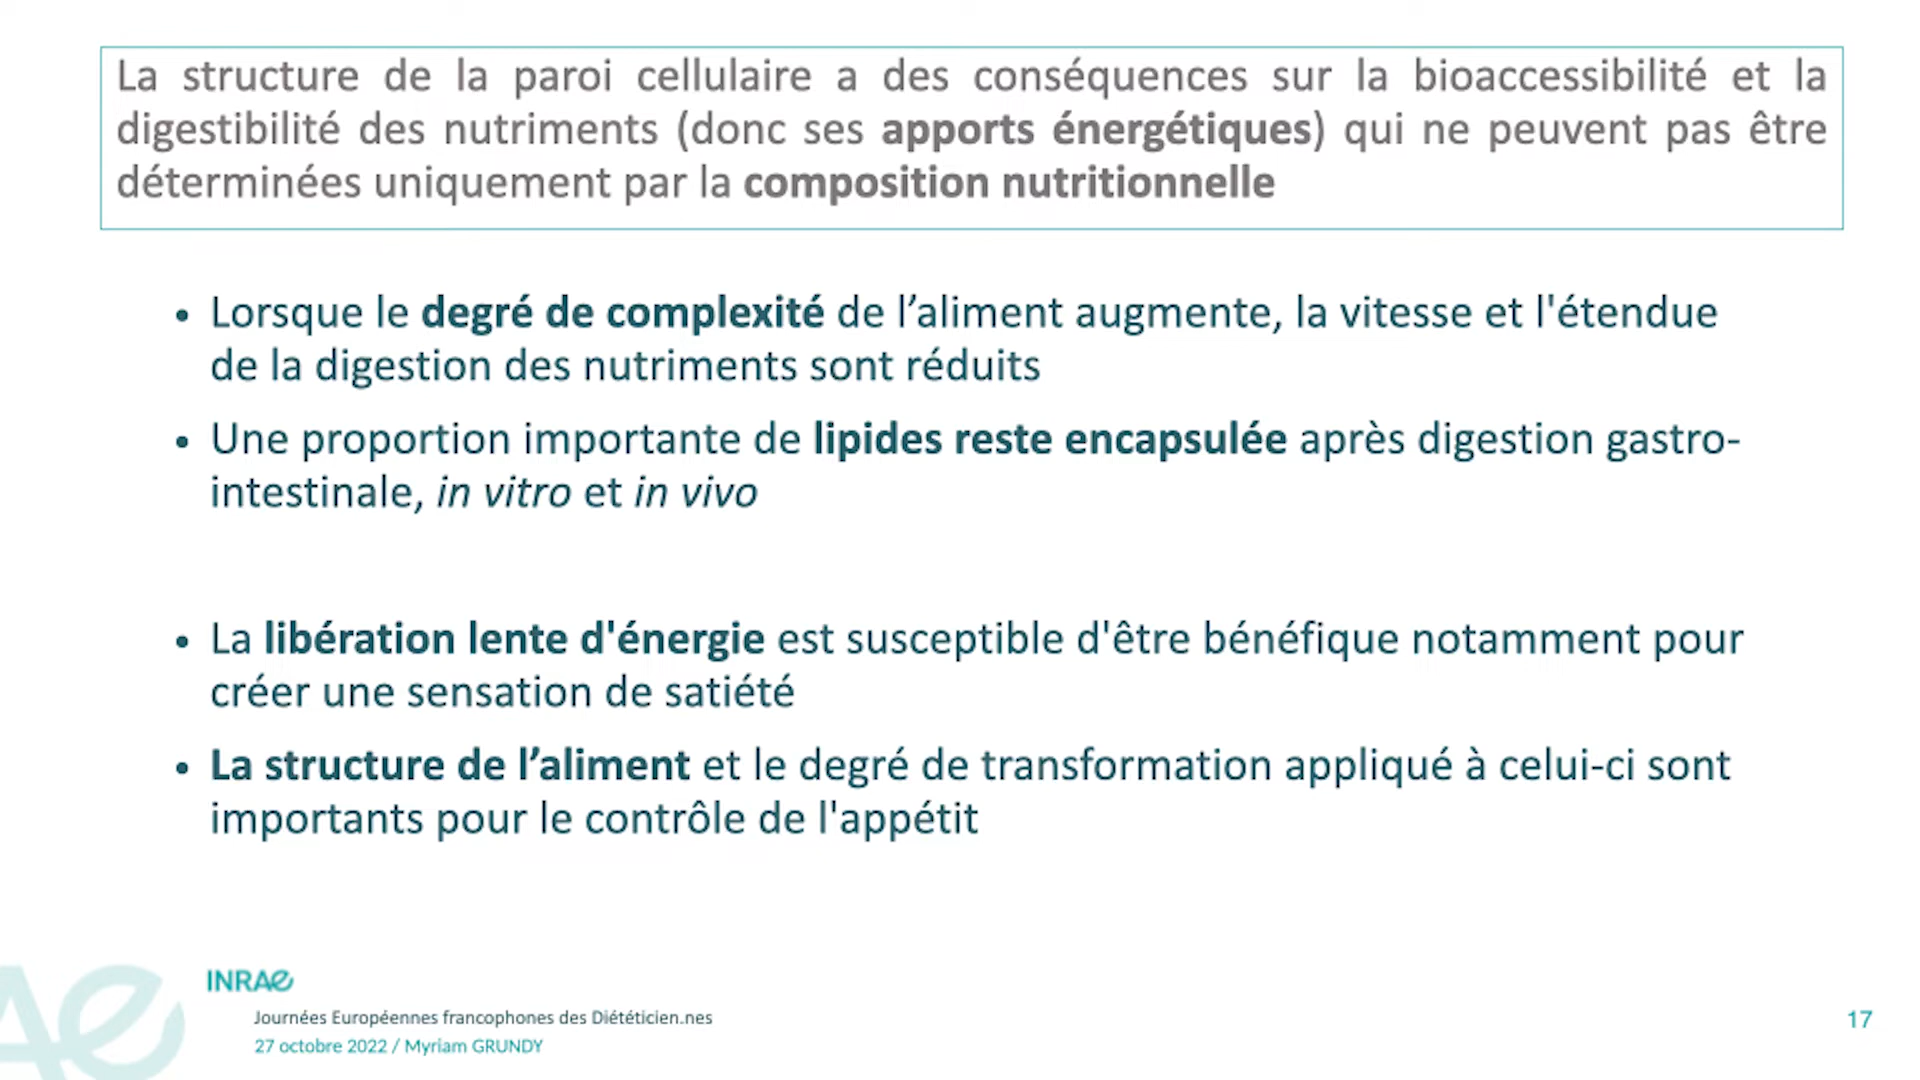 La structure de la paroi cellulaire a des conséquences sur la bioaccessibilité et la
digestibilité des nutriments (donc ses apports énergétiques) qui ne peuvent pas être
déterminées uniquement par la composition nutritionnelle
• Lorsque le degré de complexité de l’aliment augmente, la vitesse et l'étendue
de la digestion des nutriments sont réduits
• Une proportion importante de lipides reste encapsulée après digestion gastro-
intestinale, in vitro et in vivo
• La libération lente d'énergie est susceptible d'être bénéfique notamment pour
créer une sensation de satiété
• La structure de l’aliment et le degré de transformation appliqué à celui-ci sont
importants pour le contrôle de l'appétit
INRAE
Journées Européennes francophones des Diététicien.nes
27 octobre 2022 / Myriam GRUNDY
17